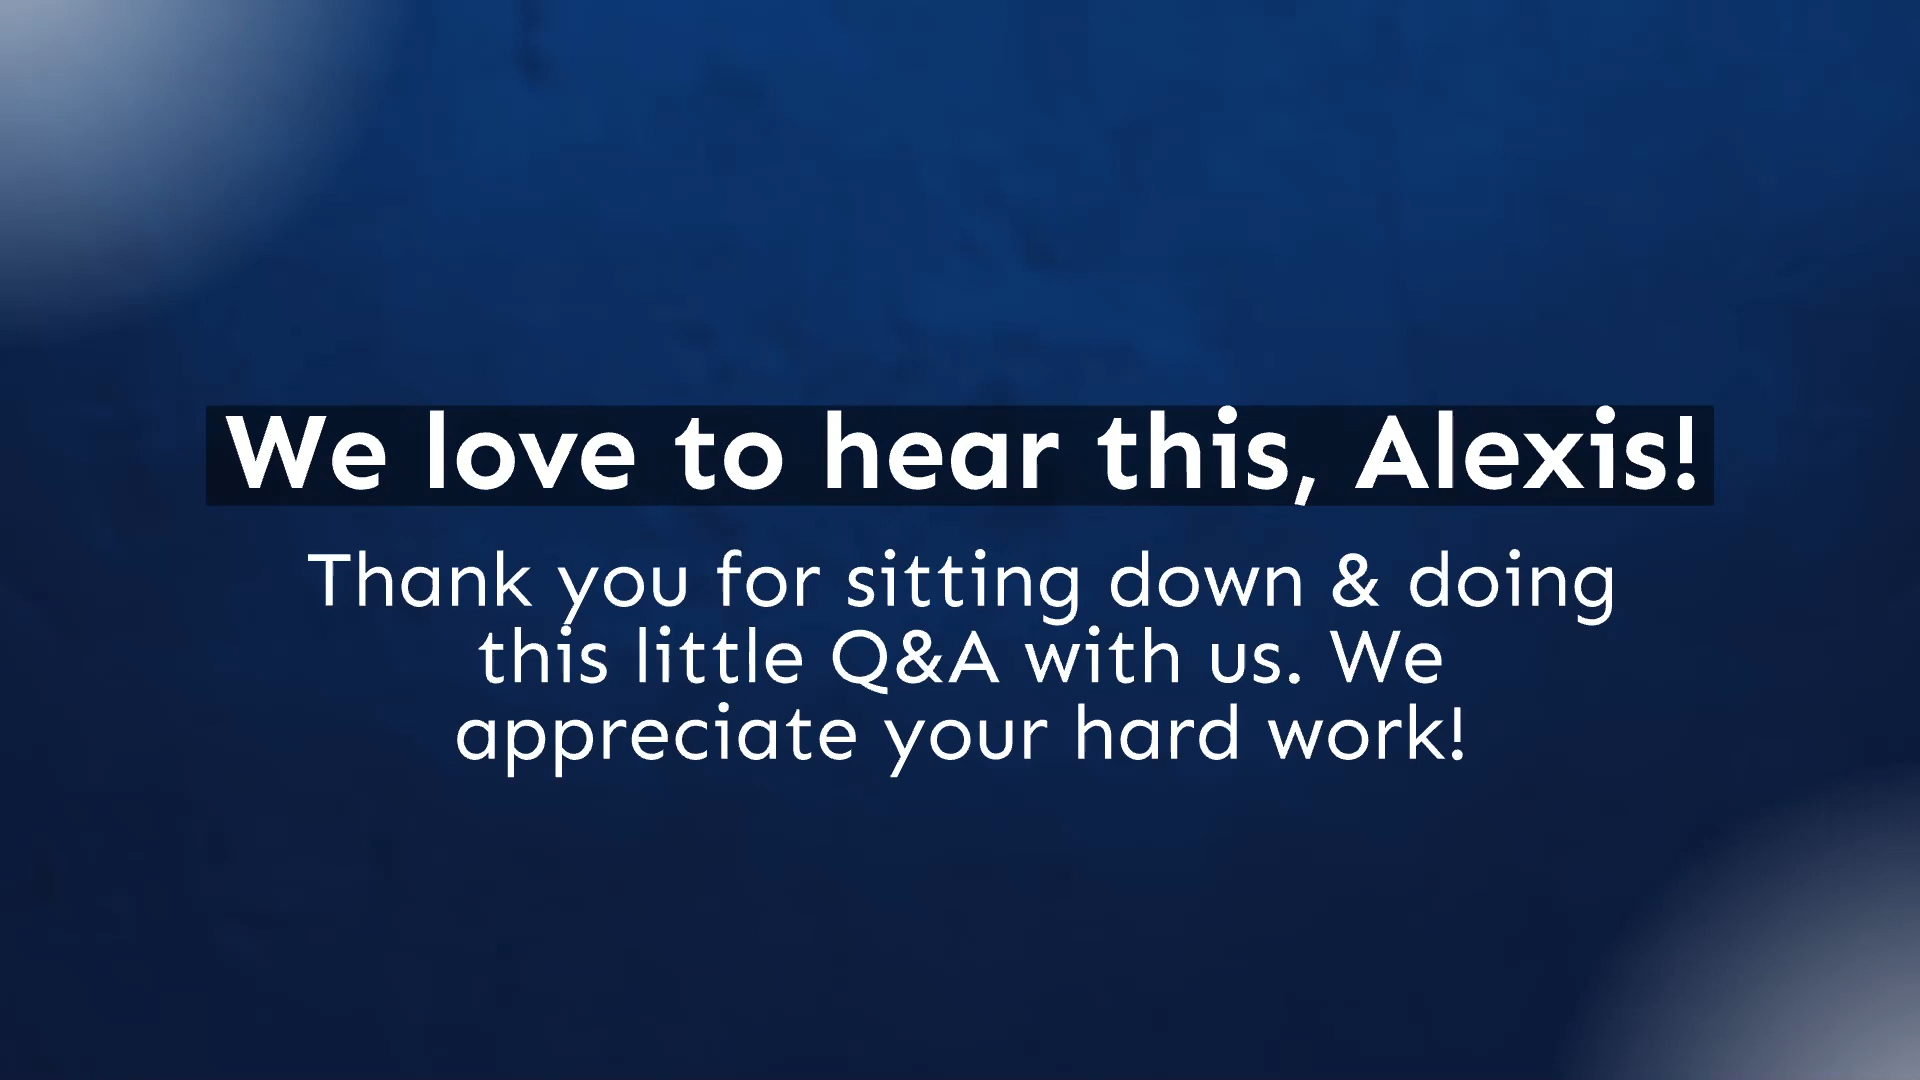 We love to hear this, Alexis!
Thank you for sitting down & doing
this little Q&A with us. We
appreciate your hard work!